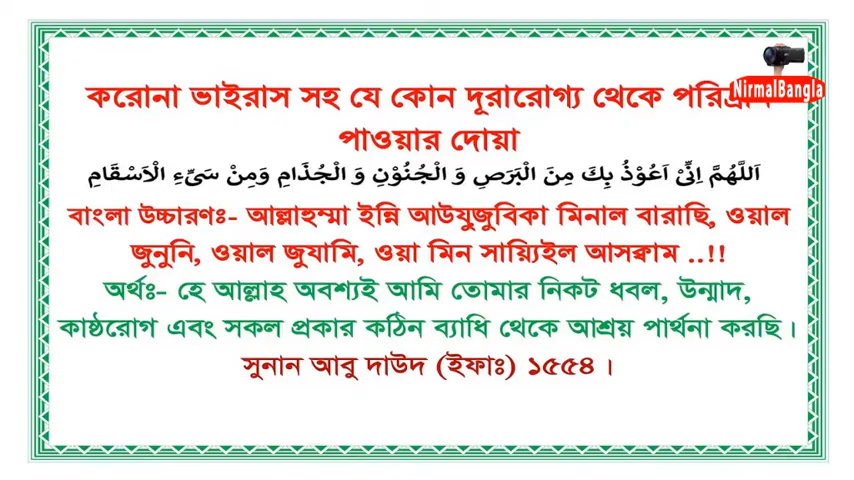 NirmalBangla
করোনা ভাইরাস সহ যে কোন দূরারোগ্য থেকে
পাওয়ার দোয়া
اَللَّهُمَّ اِنِّىْ اَعُوْذُ بِكَ مِنَ الْبَرَصِ وَ الْجُنُوْنِ وَ الْجُذَامِ وَمِنْ سَىِّءِ الْاَسْقَامِ
বাংলা উচ্চারণঃ- আল্লাহুম্মা ইন্নি আউযুজুবিকা মিনাল বারাছি, ওয়াল
জুনুনি, ওয়াল জুযামি, ওয়া মিন সায়্যিইল আসক্বাম ..!!
অর্থঃ- হে আল্লাহ অবশ্যই আমি তোমার নিকট ধবল, উন্মাদ,
কাষ্ঠরোগ এবং সকল প্রকার কঠিন ব্যাধি থেকে আশ্রয় পার্থনা করছি।
সুনান আবু দাউদ (ইফাঃ) ১৫৫৪ ।